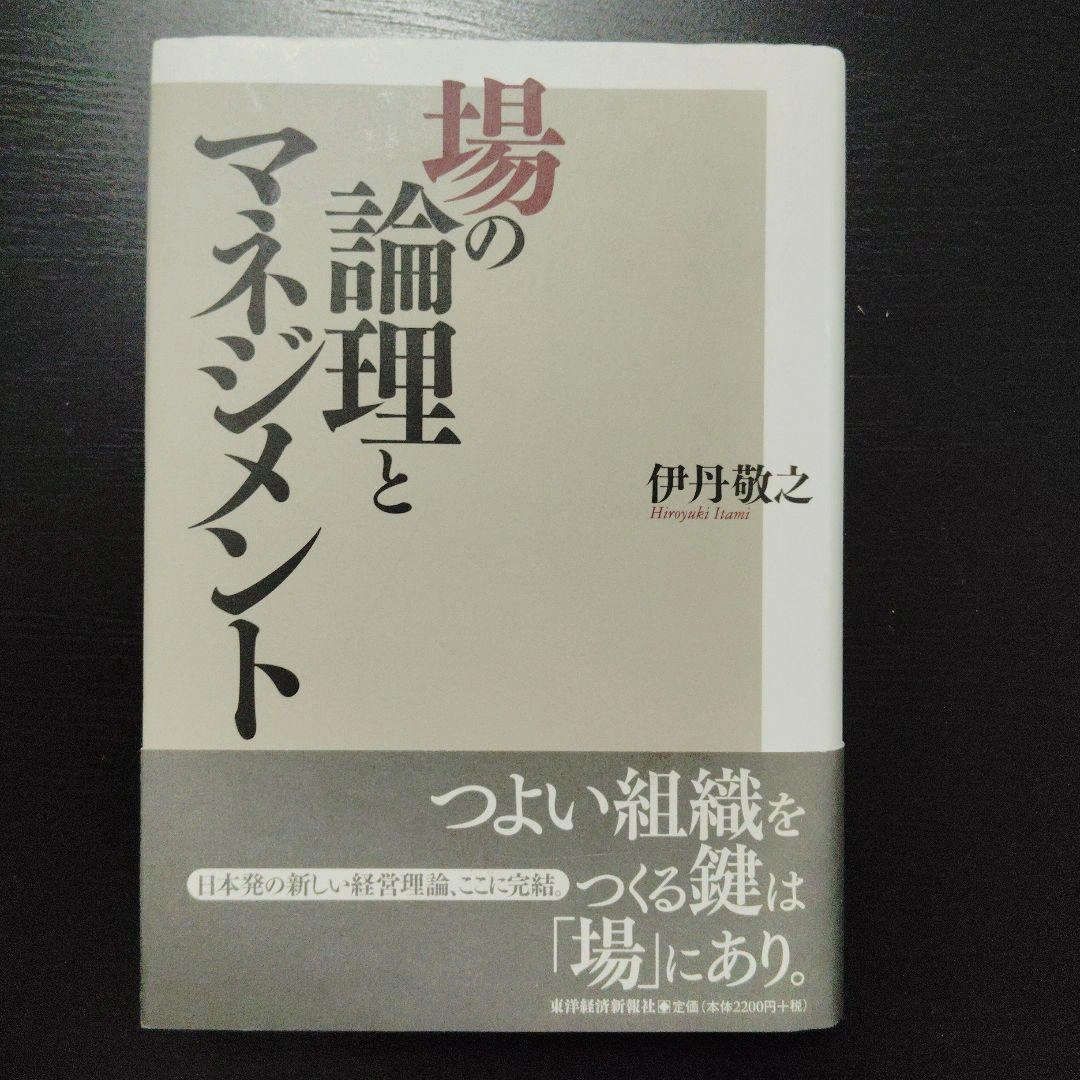 場の
論理と
マネジメント
伊丹敬之
Hiroyuki Itami
つよい組織を
つくる鍵は
「場」にあり。
日本発の新しい経営理論、ここに完結。
東洋経済新報社 定価(本体2200円+税)